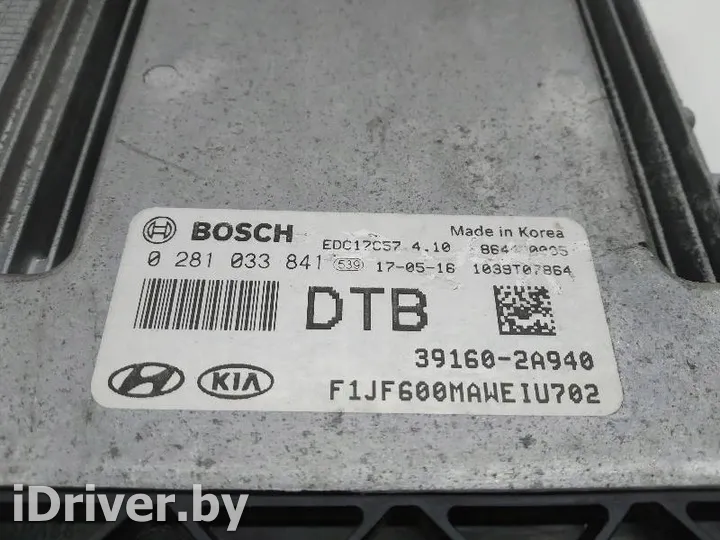 BOSCH EDC17C57 4.10 Made in Korea
0 281 033 841 539 17-05-16 1039T07864
DTB
39160-2A940
KIA F1JF600MAWEIU702
iDriver.by